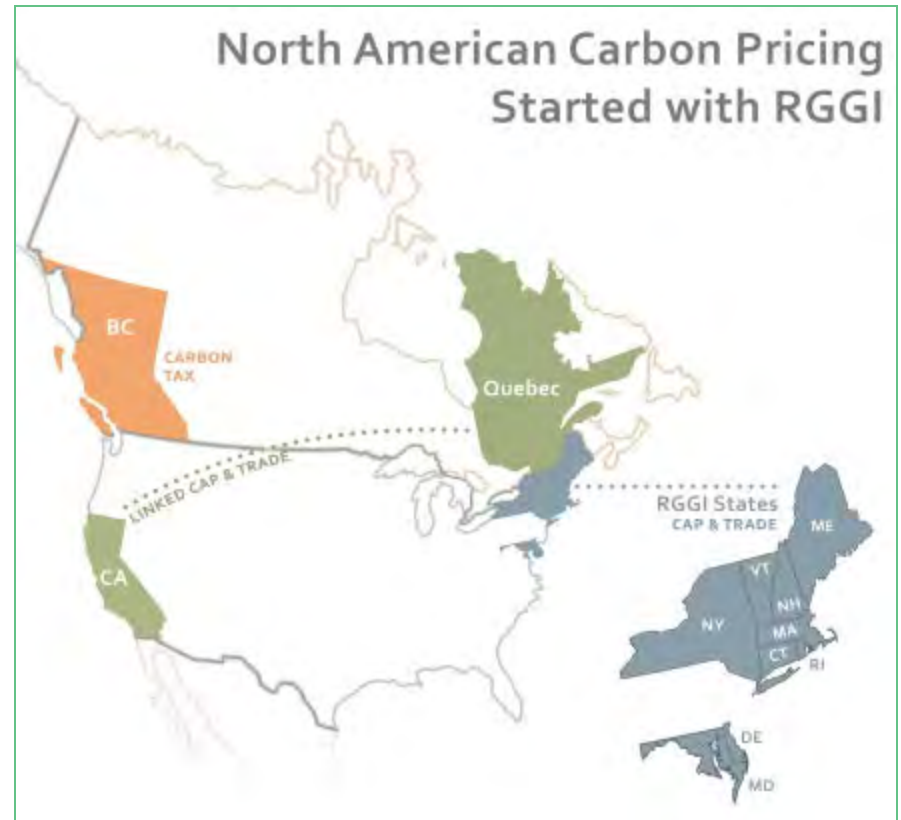 North American Carbon Pricing
Started with RGGI
BC
CARBON
TAX
Quebec
LINKED CAP & TRADE
CA
RGGI States
CAP & TRADE
ME
VT
NH
NY
MA
CT
RI
DE
MD